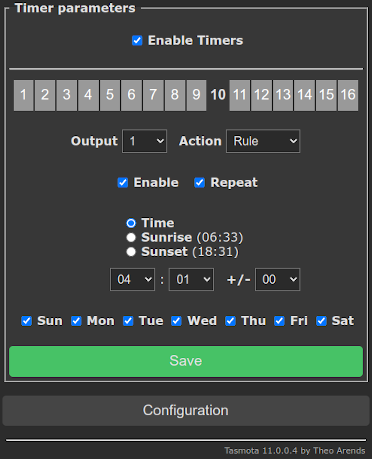 Timer parameters
Enable Timers
1 2 3 4 5 6 7 8 9 10 11 12 13 14 15 16
Output 1 Action Rule
Enable Repeat
Time
Sunrise (06:33)
Sunset (18:31)
04 : 01 +/- 00
Sun Mon Tue Wed Thu Fri Sat
Save
Configuration
Tasmota 11.0.0.4 by Theo Arends